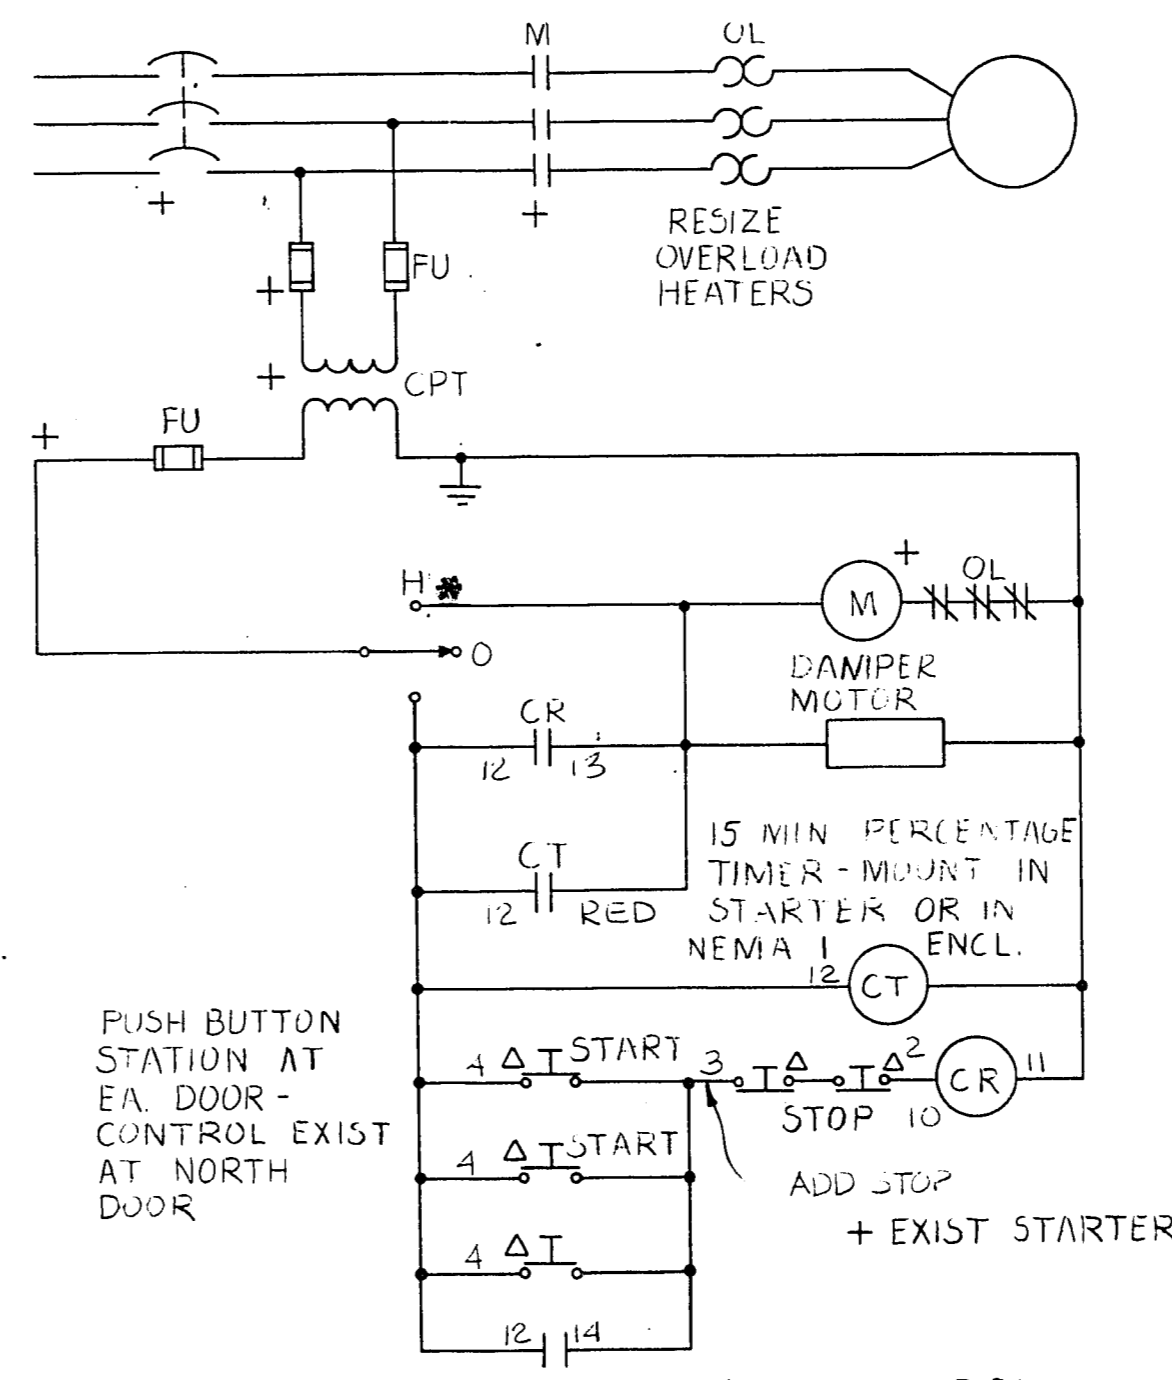 M
OL
+
+
RESIZE
OVERLOAD
HEATERS
+
FU
+
CPT
FU
+
H *
+
OL
M
O
DAMPER
MOTOR
CR
12 13
CT
12 RED
15 MIN PERCENTAGE
TIMER - MOUNT IN
STARTER OR IN
NEMA 1 ENCL.
12
CT
PUSH BUTTON
STATION AT
EA. DOOR -
CONTROL EXIST
AT NORTH
DOOR
4 Δ START
3
Δ
Δ 2
CR
11
STOP 10
4 Δ START
ADD STOP
+ EXIST STARTER
4 Δ
12 14